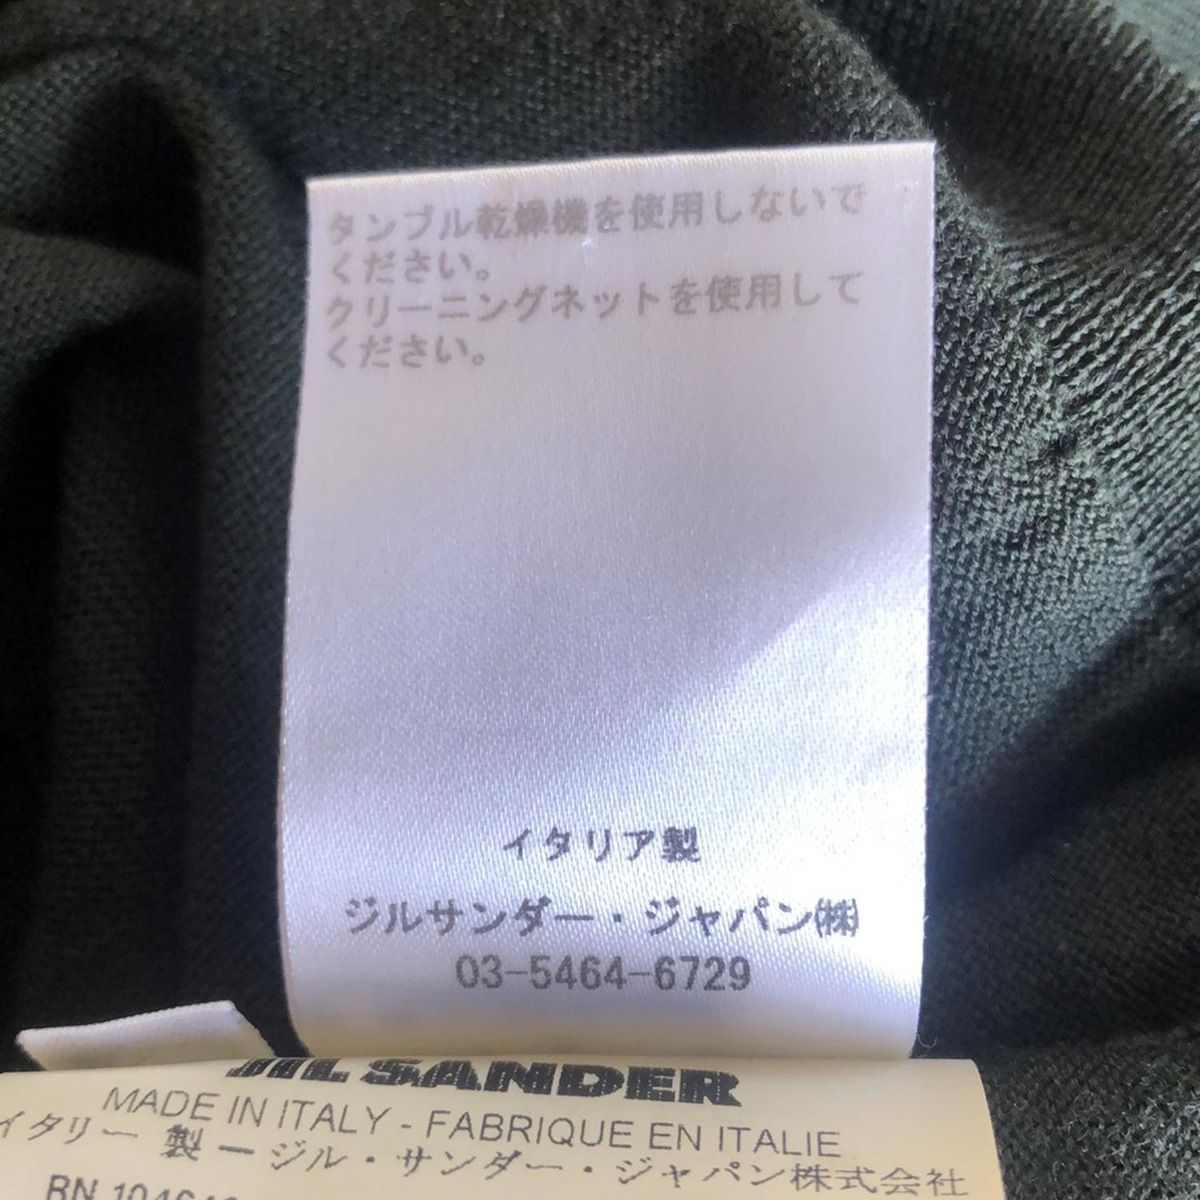 タンブル乾燥機を使用しないで
ください。
クリーニングネットを使用して
ください。
イタリア製
ジルサンダー・ジャパン㈱
03-5464-6729
JIL SANDER
MADE IN ITALY - FABRIQUE EN ITALIE
イタリー 製 ージル・サンダー・ジャパン株式会社
RN